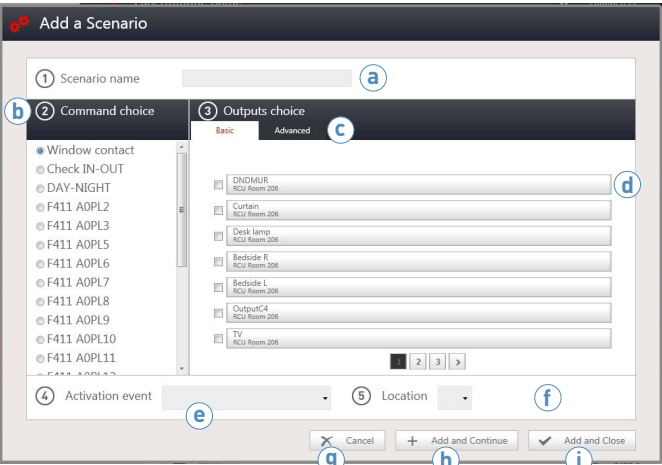 Add a Scenario
1 Scenario name
a
b
2 Command choice
3 Outputs choice
Basic Advanced
c
Window contact
Check IN-OUT
DAY-NIGHT
F411 A0PL2
F411 A0PL3
F411 A0PL5
F411 A0PL6
F411 A0PL7
F411 A0PL8
F411 A0PL9
F411 A0PL10
F411 A0PL11
DNDMUR
RCU Room 206
d
Curtain
RCU Room 206
Desk lamp
RCU Room 206
Bedside R
RCU Room 206
Bedside L
RCU Room 206
OutputC4
RCU Room 206
TV
RCU Room 206
1 2 3 >
4 Activation event
e
5 Location
f
Cancel
Add and Continue
Add and Close
g
h
i